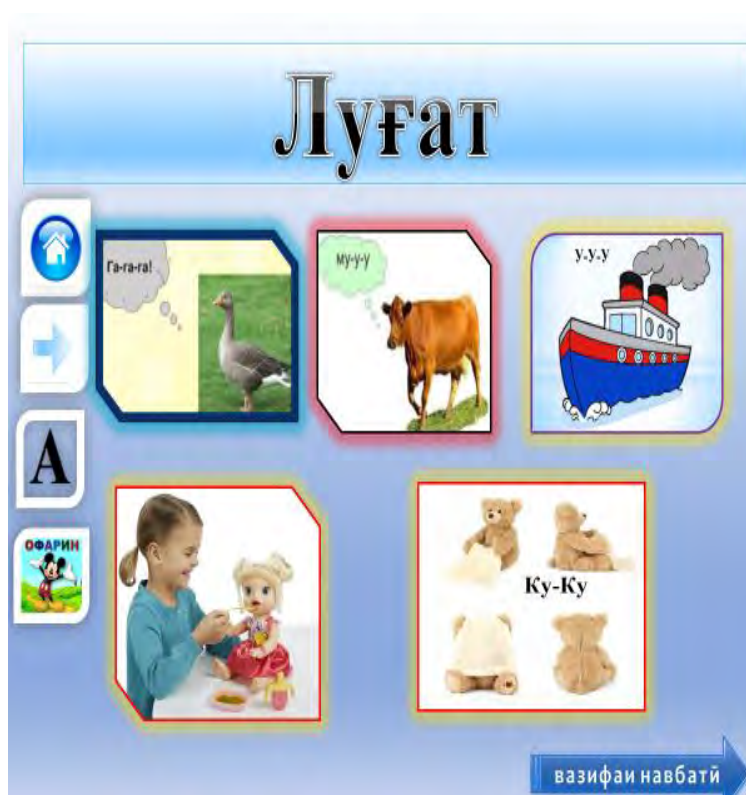 Луғат
Га-га-га!
му-у-у
у-у-у
А
ОФАРИН
Ку-Ку
вазифаи навбатӣ